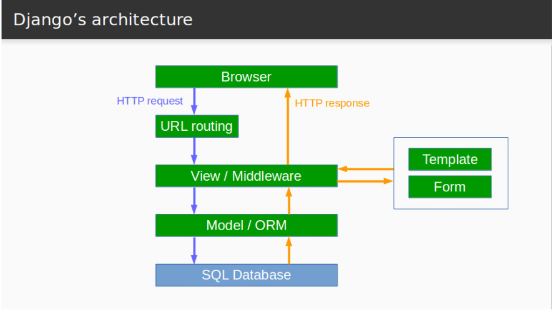 Django’s architecture
Browser
HTTP request
HTTP response
URL routing
View / Middleware
Template
Form
Model / ORM
SQL Database